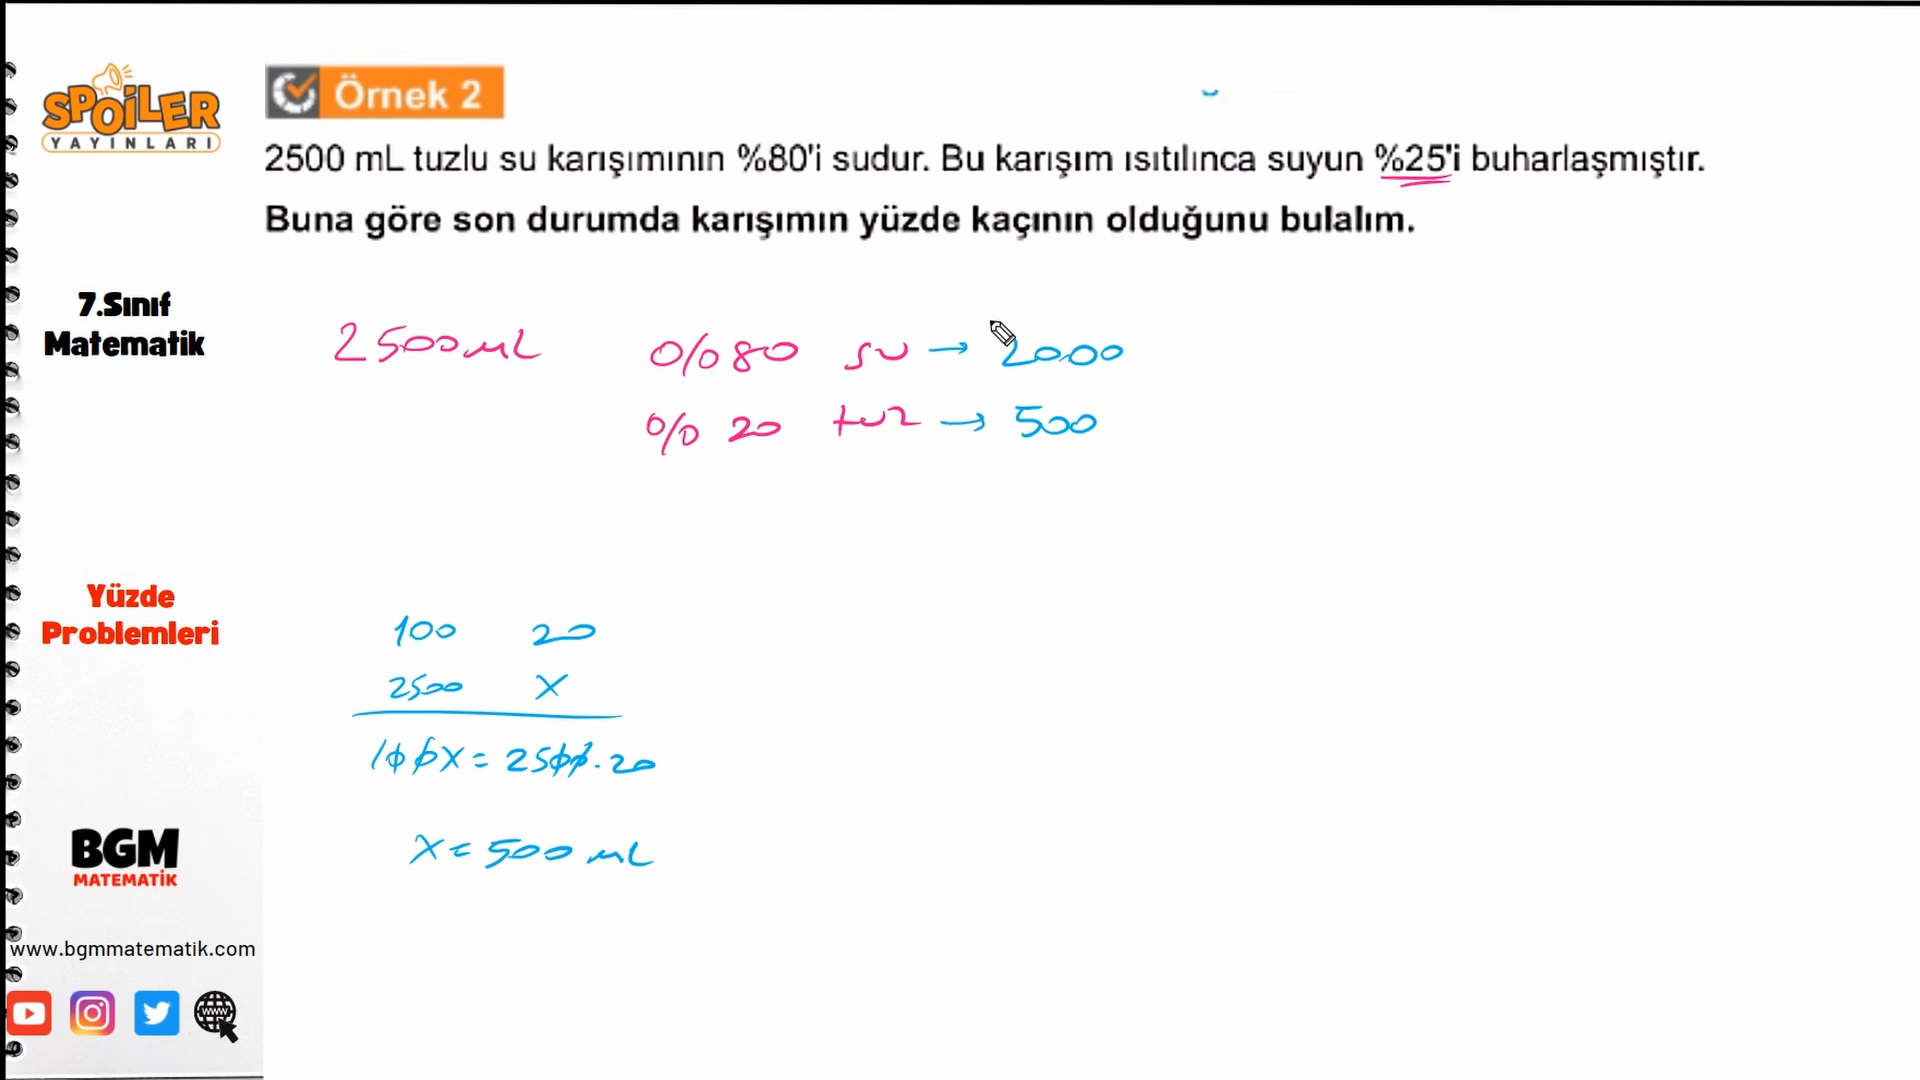 SPOiLER
YAYINLARI
Örnek 2
2500 mL tuzlu su karışımının %80'i sudur. Bu karışım ısıtılınca suyun %25'i buharlaşmıştır.
Buna göre son durumda karışımın yüzde kaçının olduğunu bulalım.
7.Sınıf
Matematik
2500 mL %80 su → 2000
%20 tuz → 500
Yüzde
Problemleri
100 20
2500 X
100X = 2500.20
X = 500 mL
BGM
MATEMATİK
www.bgmmatematik.com
WWW